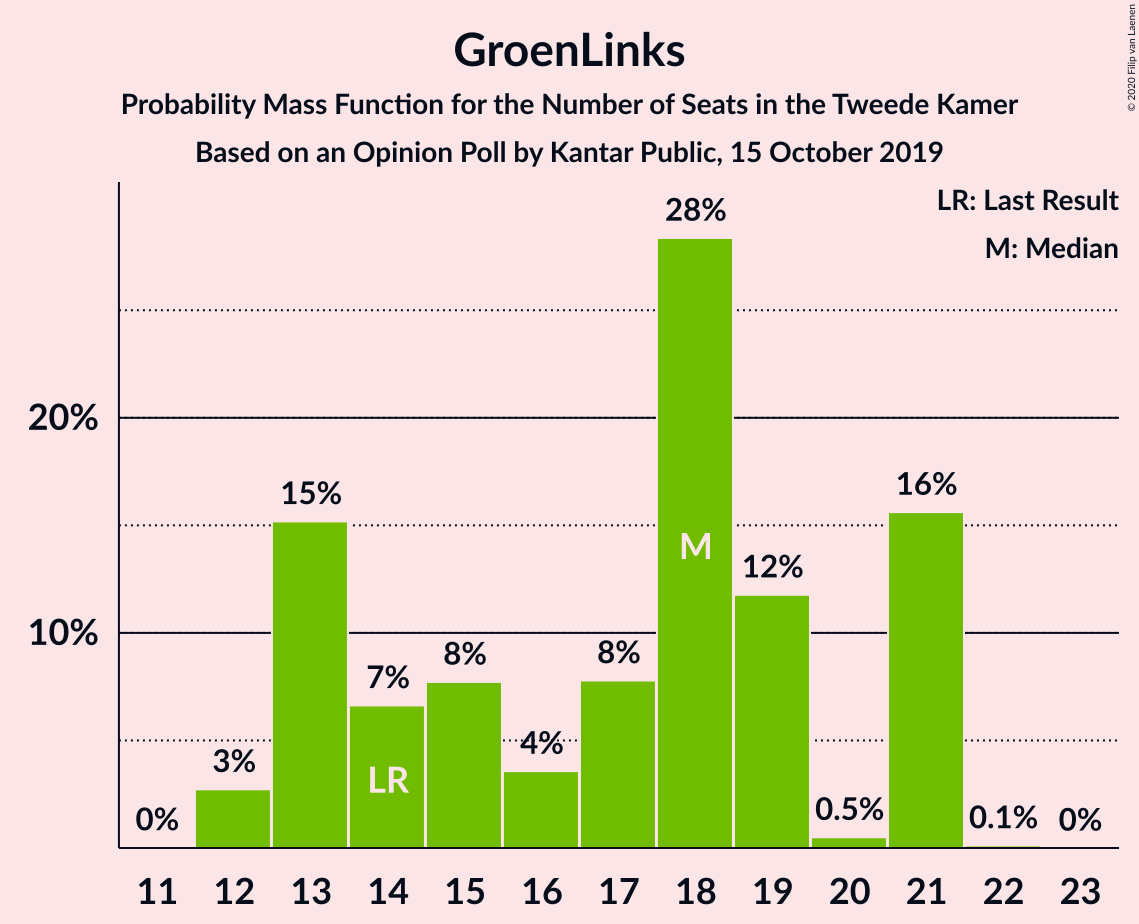 GroenLinks
Probability Mass Function for the Number of Seats in the Tweede Kamer
Based on an Opinion Poll by Kantar Public, 15 October 2019
© 2020 Filip van Laenen
LR: Last Result
M: Median
20%
10%
0%
3%
15%
7%
8%
4%
8%
28%
12%
0.5%
16%
0.1%
0%
LR
M
11 12 13 14 15 16 17 18 19 20 21 22 23